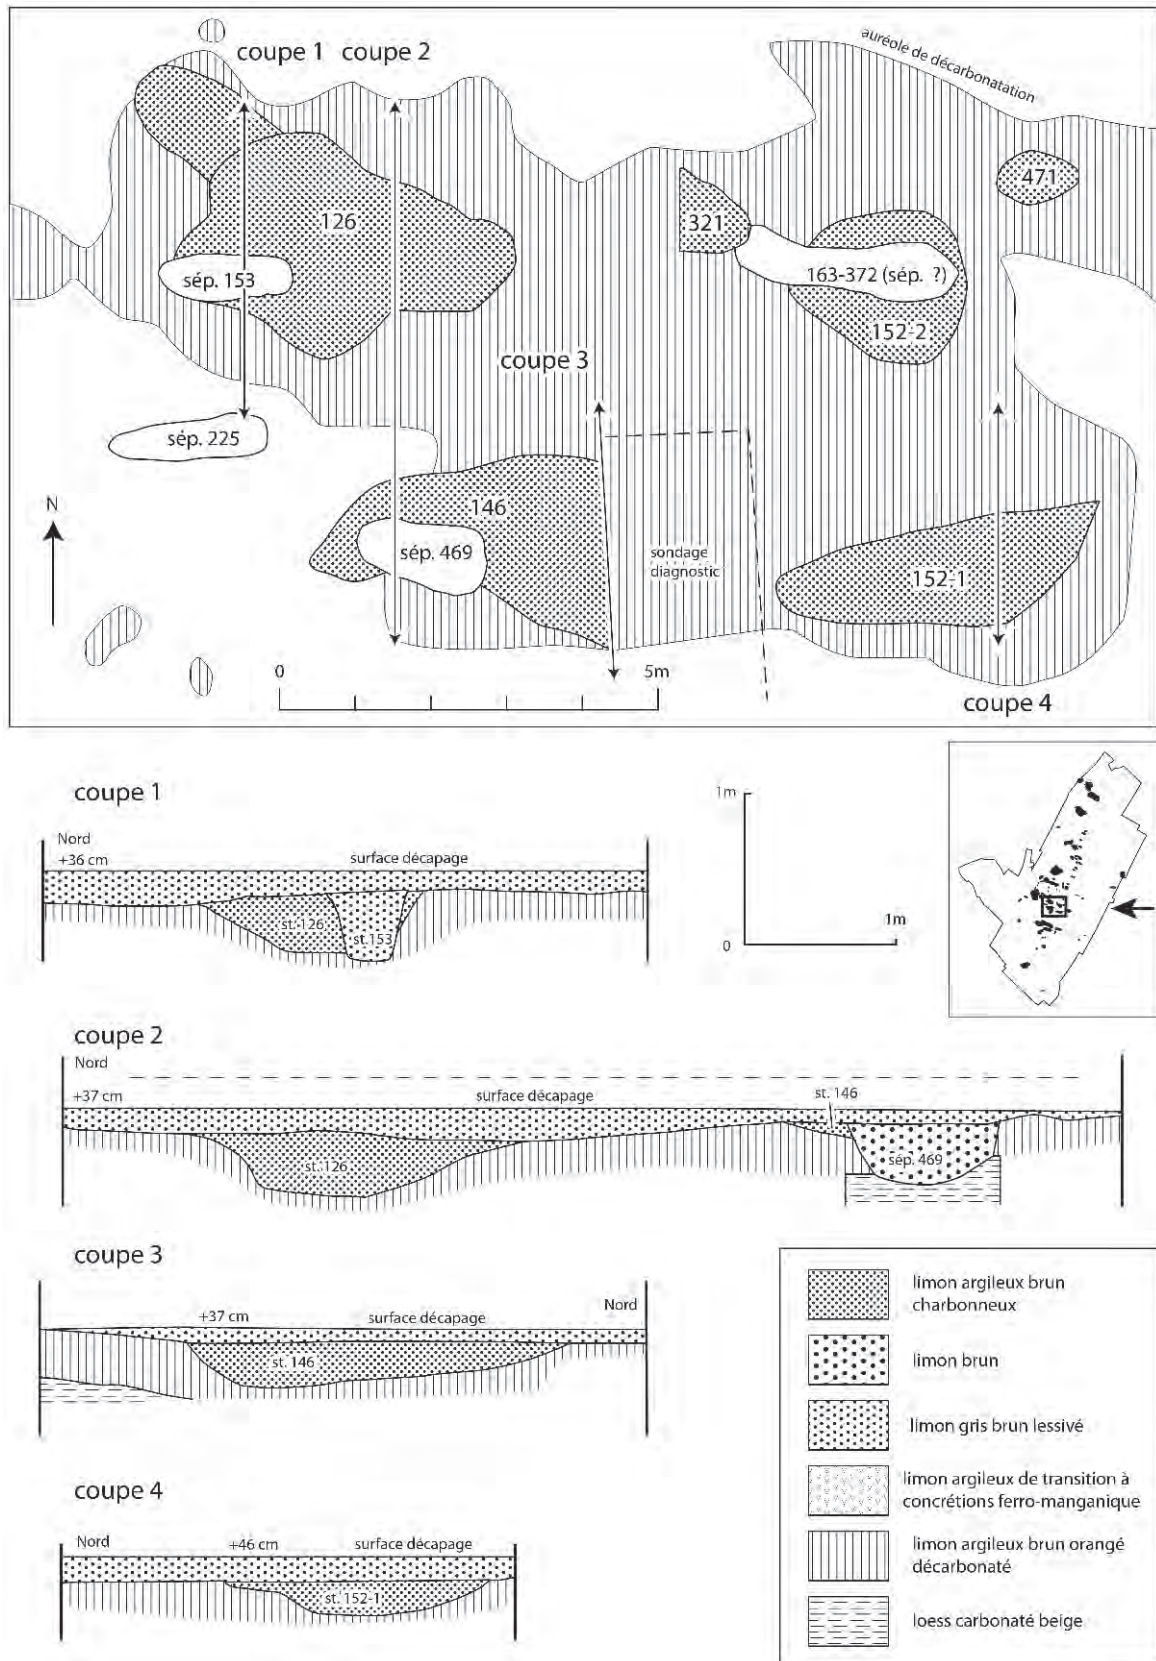 coupe 1 coupe 2
auréole de décarbonatation
471
126
321
sép. 153
163-372 (sép. ?)
152-2
coupe 3
sép. 225
N
146
sép. 469
sondage
diagnostic
152-1
0
5m
coupe 4
coupe 1
Nord
+36 cm
surface décapage
st. 126
st.153
1m
0
1m
coupe 2
Nord
+37 cm
surface décapage
st. 146
st. 126
sép. 469
coupe 3
+37 cm
surface décapage
Nord
st. 146
coupe 4
Nord
+46 cm
surface décapage
st. 152-1
limon argileux brun
charbonneux
limon brun
limon gris brun lessivé
limon argileux de transition à
concrétions ferro-manganique
limon argileux brun orangé
décarbonaté
loess carbonaté beige